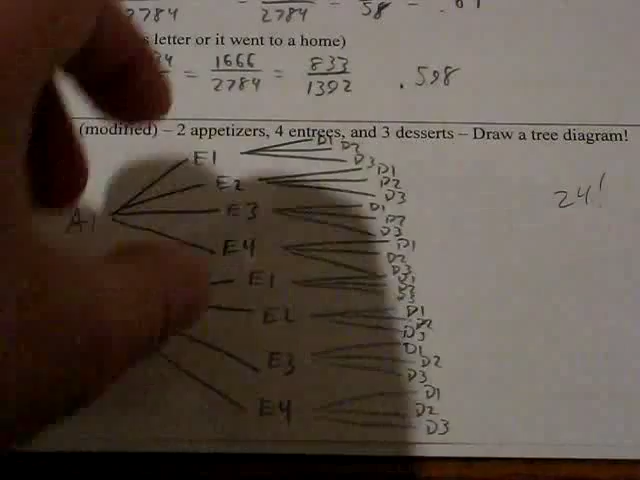 2784 2784 58 .61
s letter or it went to a home)
= 1666 = 833 .598
2784 1392
(modified) – 2 appetizers, 4 entrees, and 3 desserts – Draw a tree diagram!
D1
D2
E1 D3
D1
E2 D2
D3
24!
A1 E3 D1
D2
D3
E4 D1
D2
D3
E1 D1
D2
D3
E2 D1
D2
D3
E3 D1
D2
D3
E4 D1
D2
D3